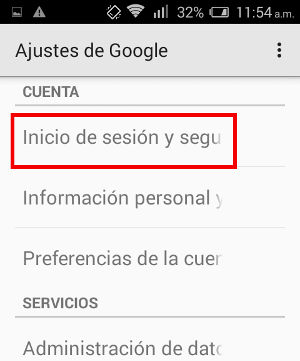 32% 11:54a.m.
Ajustes de Google
CUENTA
Inicio de sesión y segu
Información personal y
Preferencias de la cuen
SERVICIOS
Administración de dato